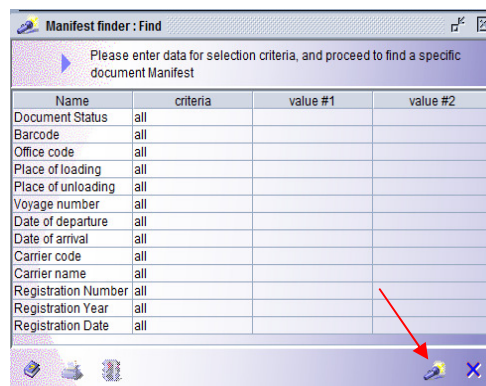 Manifest finder : Find
Please enter data for selection criteria, and proceed to find a specific
document Manifest
Name criteria value #1 value #2
Document Status all
Barcode all
Office code all
Place of loading all
Place of unloading all
Voyage number all
Date of departure all
Date of arrival all
Carrier code all
Carrier name all
Registration Number all
Registration Year all
Registration Date all